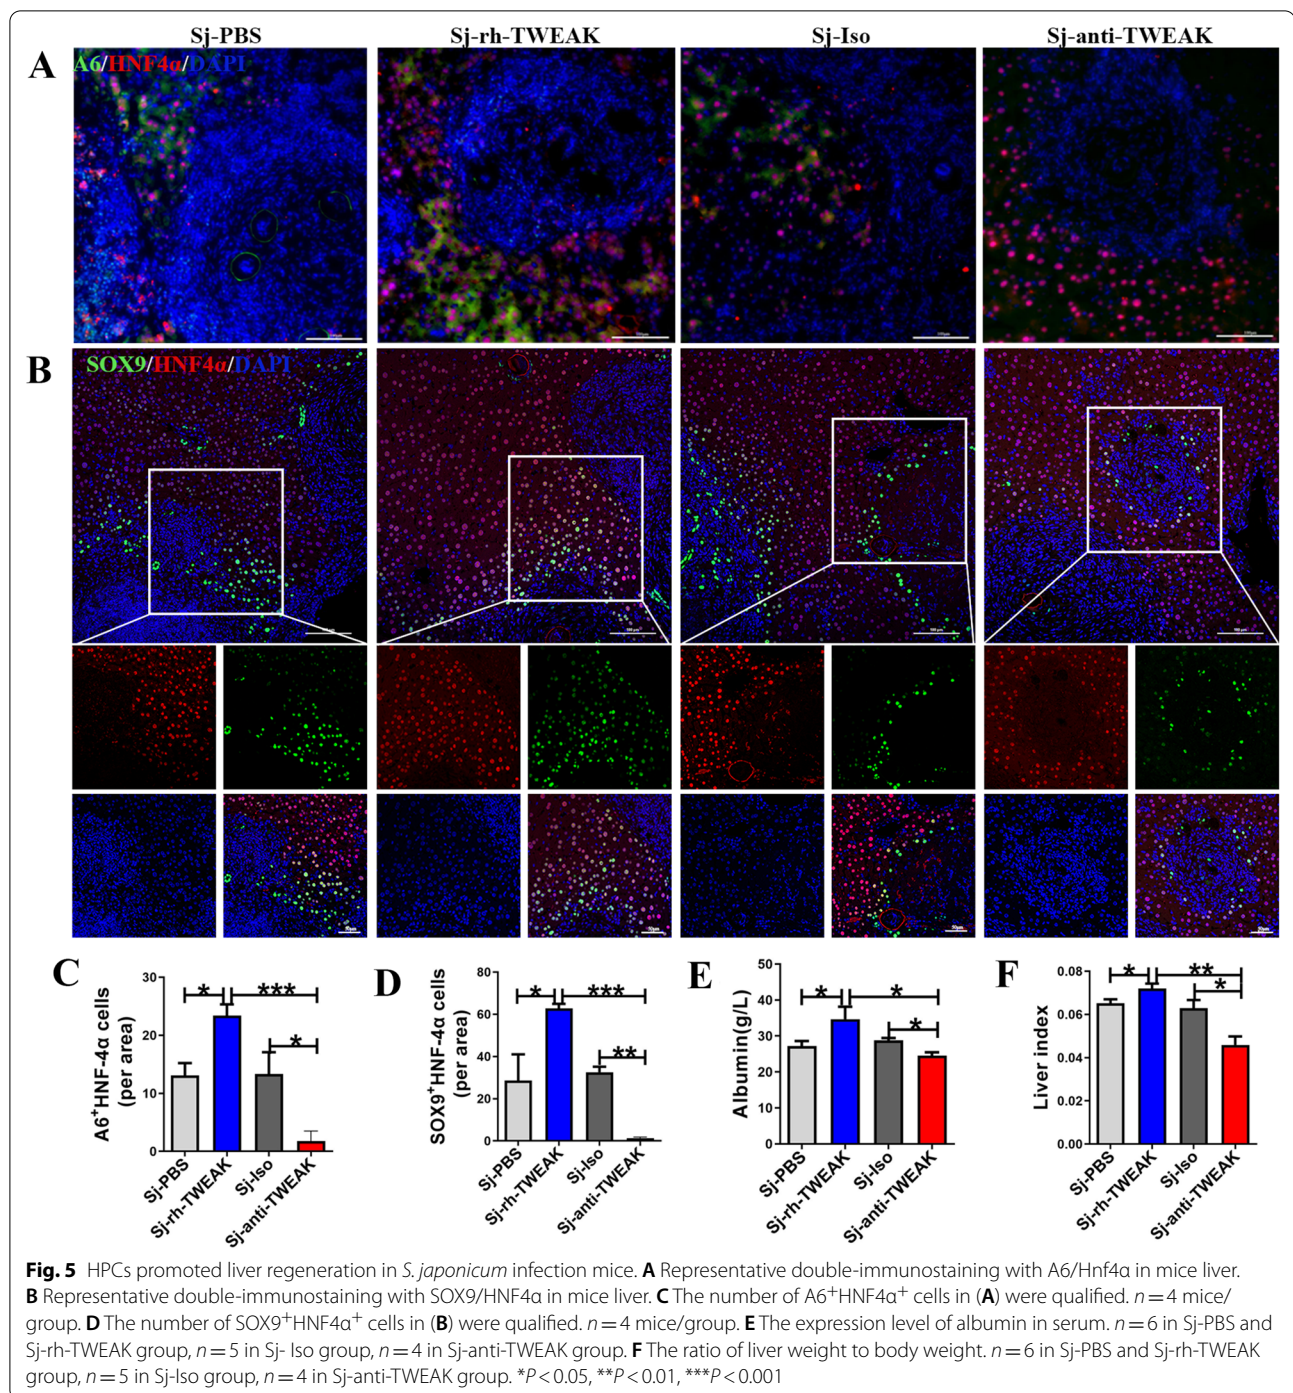 Sj-PBS Sj-rh-TWEAK Sj-Iso Sj-anti-TWEAK
A
A6/HNF4α/DAPI
100μm 100μm 100μm
B
SOX9/HNF4α/DAPI
100 μm 100 μm
50μm 50μm
C
A6⁺HNF-4α cells
(per area)
30
20
10
0
* *** *
Sj-PBS
Sj-rh-TWEAK
Sj-Iso
Sj-anti-TWEAK
D
SOX9⁺HNF-4α cells
(per area)
80
60
40
20
0
* *** **
Sj-PBS
Sj-rh-TWEAK
Sj-Iso
Sj-anti-TWEAK
E
Albumin(g/L)
50
40
30
20
10
0
* * *
Sj-PBS
Sj-rh-TWEAK
Sj-Iso
Sj-anti-TWEAK
F
Liver index
0.08
0.06
0.04
0.02
0.00
* ** *
Sj-PBS
Sj-rh-TWEAK
Sj-Iso
Sj-anti-TWEAK
Fig. 5 HPCs promoted liver regeneration in S. japonicum infection mice. A Representative double-immunostaining with A6/Hnf4α in mice liver.
B Representative double-immunostaining with SOX9/HNF4α in mice liver. C The number of A6⁺HNF4α⁺ cells in (A) were qualified. n = 4 mice/
group. D The number of SOX9⁺HNF4α⁺ cells in (B) were qualified. n = 4 mice/group. E The expression level of albumin in serum. n = 6 in Sj-PBS and
Sj-rh-TWEAK group, n = 5 in Sj- Iso group, n = 4 in Sj-anti-TWEAK group. F The ratio of liver weight to body weight. n = 6 in Sj-PBS and Sj-rh-TWEAK
group, n = 5 in Sj-Iso group, n = 4 in Sj-anti-TWEAK group. *P < 0.05, **P < 0.01, ***P < 0.001